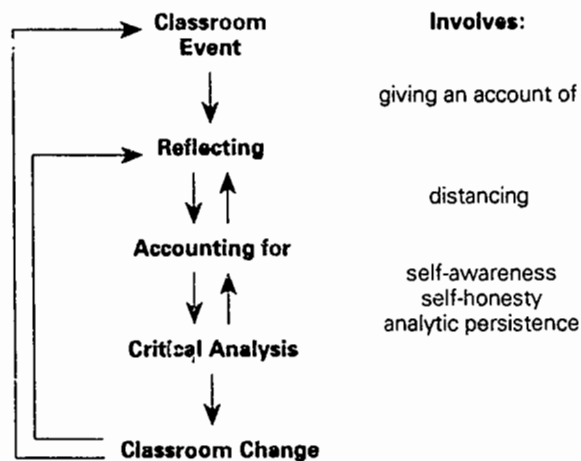 Classroom
Event
Involves:
giving an account of
Reflecting
distancing
Accounting for
self-awareness
self-honesty
analytic persistence
Critical Analysis
Classroom Change